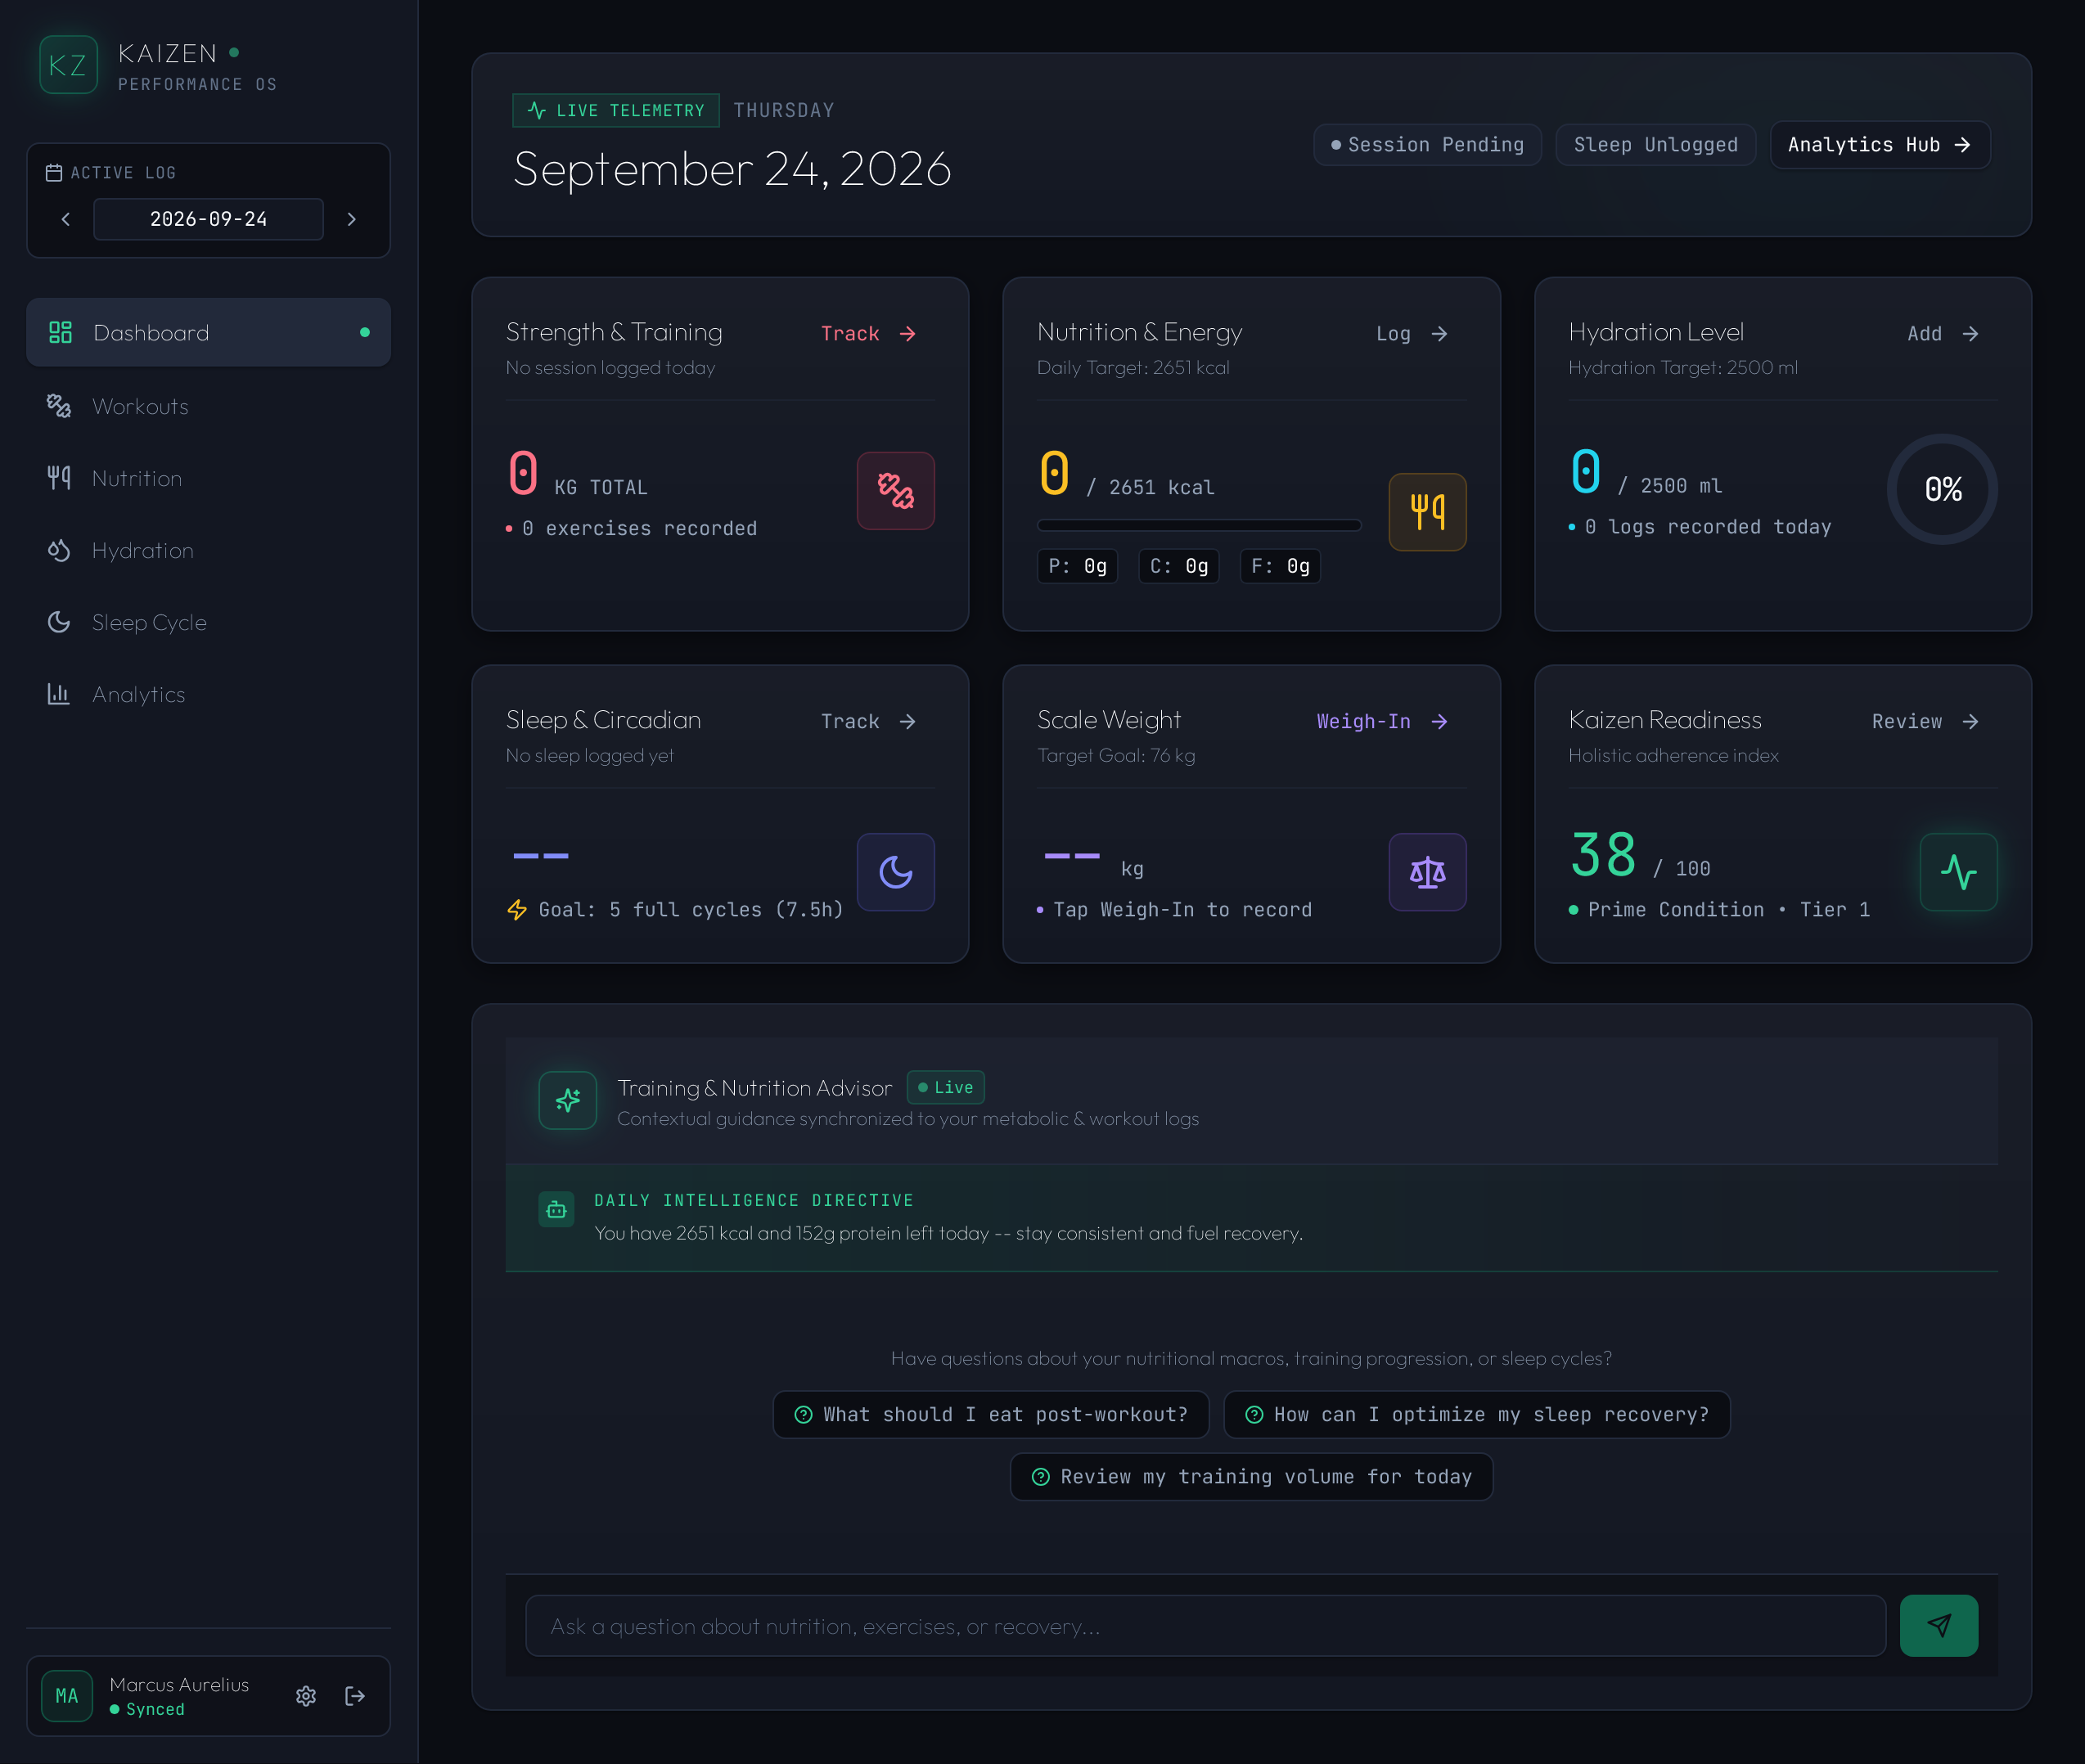 KZ
KAIZEN
PERFORMANCE OS
ACTIVE LOG
2026-09-24
Dashboard
Workouts
Nutrition
Hydration
Sleep Cycle
Analytics
MA
Marcus Aurelius
Synced
LIVE TELEMETRY THURSDAY
September 24, 2026
Session Pending
Sleep Unlogged
Analytics Hub
Strength & Training
Track
No session logged today
0 KG TOTAL
0 exercises recorded
Nutrition & Energy
Log
Daily Target: 2651 kcal
0 / 2651 kcal
P: 0g
C: 0g
F: 0g
Hydration Level
Add
Hydration Target: 2500 ml
0 / 2500 ml
0 logs recorded today
0%
Sleep & Circadian
Track
No sleep logged yet
--
Goal: 5 full cycles (7.5h)
Scale Weight
Weigh-In
Target Goal: 76 kg
-- kg
Tap Weigh-In to record
Kaizen Readiness
Review
Holistic adherence index
38 / 100
Prime Condition • Tier 1
Training & Nutrition Advisor
Live
Contextual guidance synchronized to your metabolic & workout logs
DAILY INTELLIGENCE DIRECTIVE
You have 2651 kcal and 152g protein left today -- stay consistent and fuel recovery.
Have questions about your nutritional macros, training progression, or sleep cycles?
What should I eat post-workout?
How can I optimize my sleep recovery?
Review my training volume for today
Ask a question about nutrition, exercises, or recovery...